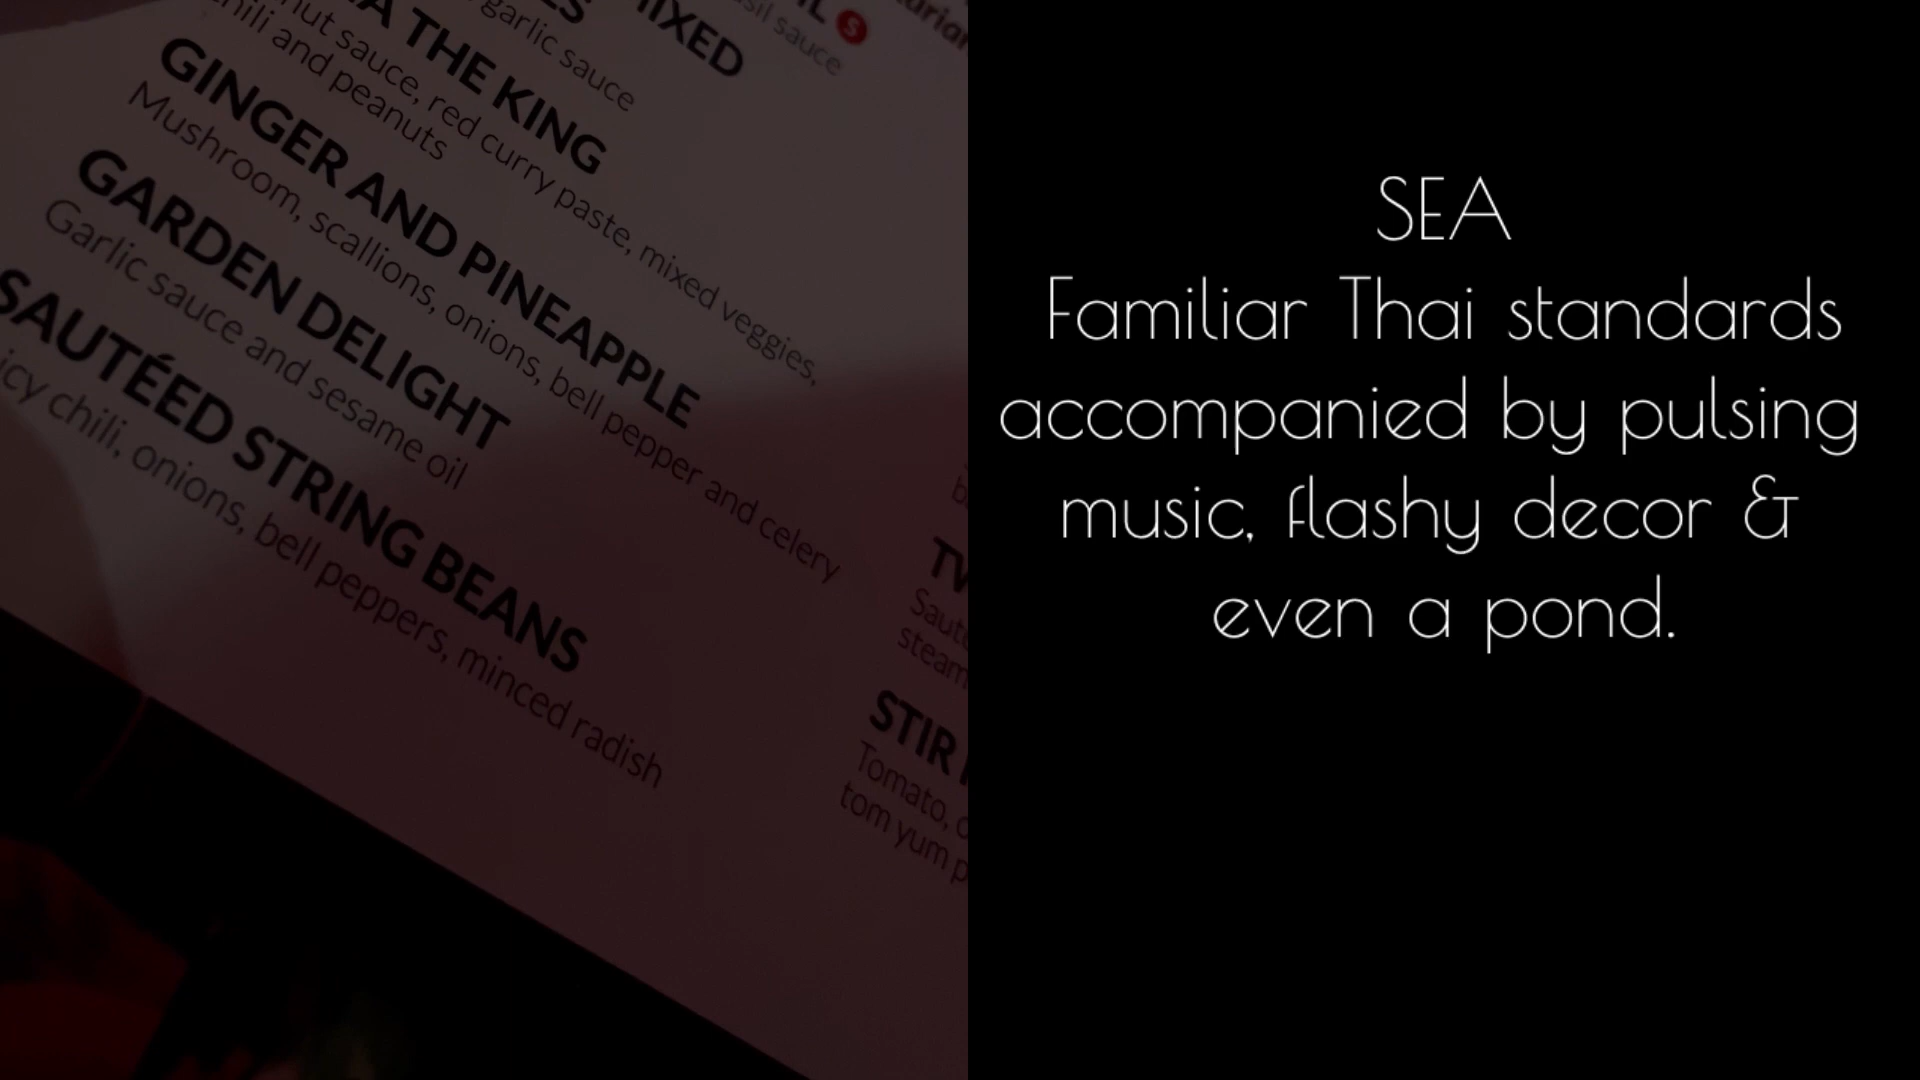 MIXED
sil sauce
S
garlic sauce
THE KING
nut sauce, red curry paste, mixed veggies,
chili and peanuts
GINGER AND PINEAPPLE
Mushroom, scallions, onions, bell pepper and celery
GARDEN DELIGHT
Garlic sauce and sesame oil
SAUTÉED STRING BEANS
icy chili, onions, bell peppers, minced radish
STIR
Tomato,
tom yum p
SEA
Familiar Thai standards
accompanied by pulsing
music, flashy decor &
even a pond.